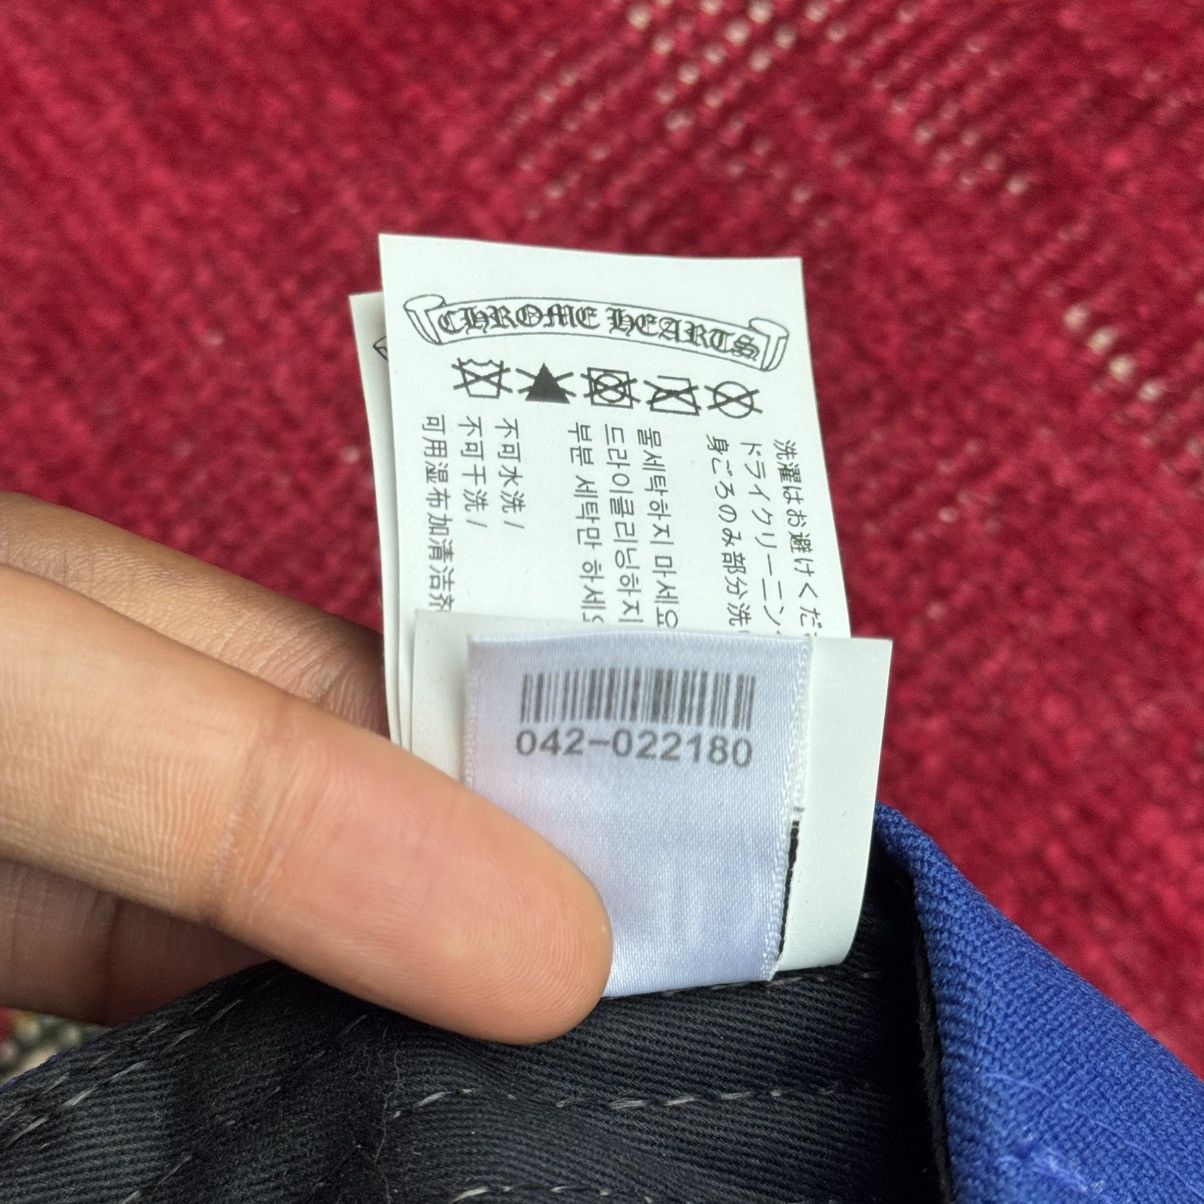 CHROME HEARTS
洗濯はお避けくだ
ドライクリーニン
身ごろのみ部分洗
물세탁하지 마세요
드라이클리닝하지
부분 세탁만 하세요
不可水洗 /
不可干洗 /
可用湿布加清洁剂
042-022180